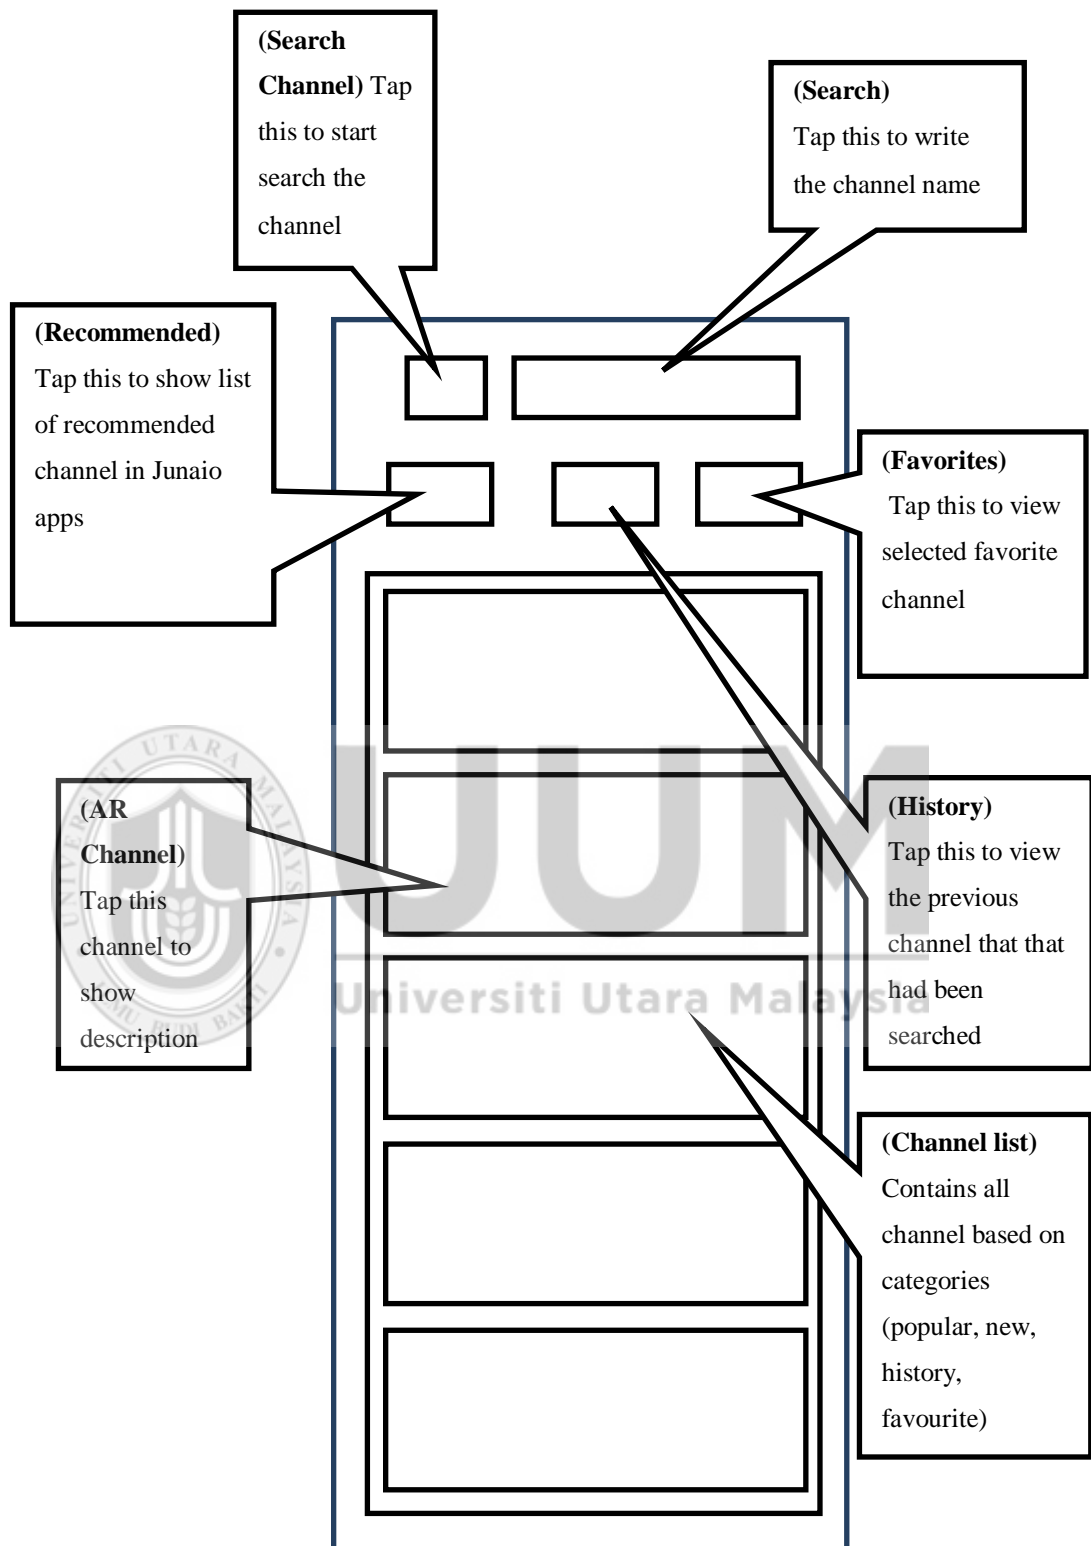 (Search
Channel) Tap
this to start
search the
channel
(Search)
Tap this to write
the channel name
(Recommended)
Tap this to show list
of recommended
channel in Junaio
apps
(Favorites)
Tap this to view
selected favorite
channel
(AR
Channel)
Tap this
channel to
show
description
(History)
Tap this to view
the previous
channel that that
had been
searched
(Channel list)
Contains all
channel based on
categories
(popular, new,
history,
favourite)
UNIVERSITI UTARA MALAYSIA
UUM
Universiti Utara Malaysia